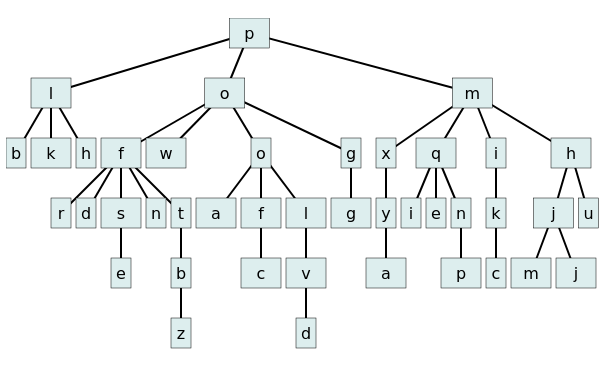 p
l o m
b k h f w o g x q i h
r d s n t a f l g y i e n k j u
e b c v a p c m j
z d